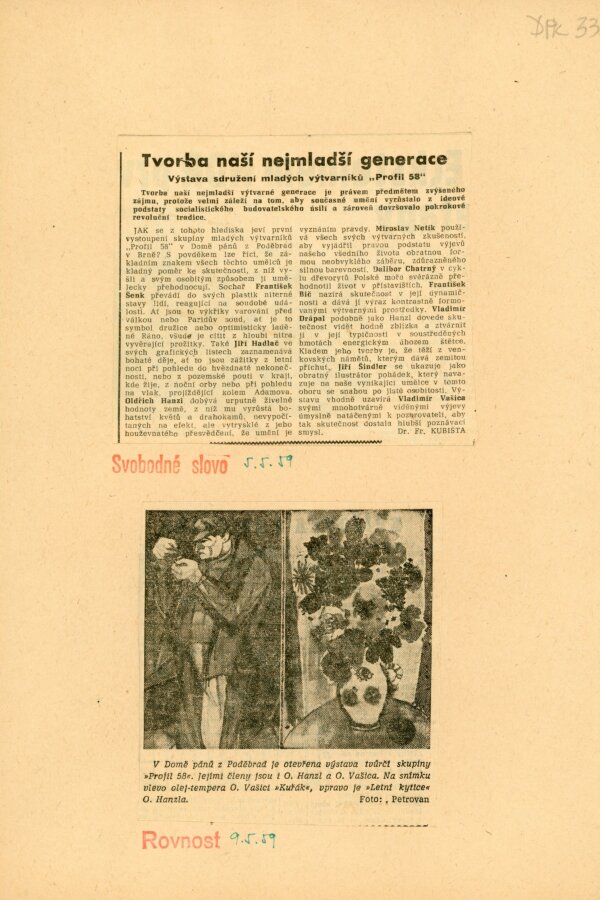 DPk 33
Tvorba naší nejmladší generace
Výstava sdružení mladých výtvarníků „Profil 58“
Tvorba naší nejmladší výtvarné generace je právem předmětem zvýšeného
zájmu, protože velmi záleží na tom, aby současné umění vyrůstalo z ideové
podstaty socialistického budovatelského úsilí a zároveň dovršovalo pokrokové
revoluční tradice.
JAK se z tohoto hlediska jeví první
vystoupení skupiny mladých výtvarníků
„Profil 58“ v Domě pánů z Poděbrad
v Brně? S povděkem lze říci, že zá-
kladním znakem všech těchto umělců je
kladný poměr ke skutečnosti, z níž vy-
šli a svým osobitým způsobem ji umě-
lecky přehodnocují. Sochař František
Šenk převádí do svých plastik niterné
stavy lidí, reagující na soudobé udá-
losti. Ať jsou to výkřiky varování před
válkou nebo Paridův soud, ať je to
symbol družice nebo optimisticky ladě-
né Ráno, všude je cítit z hloubi nitra
vyvěrající prožitky. Také Jiří Hadlač ve
svých grafických listech zaznamenává
bohaté děje, ať to jsou zážitky z letní
noci při pohledu do hvězdnaté nekoneč-
nosti, nebo z pozemské pouti v kraji,
kde žije, z noční orby nebo při pohledu
na vlak, projíždějící kolem Adamova.
Oldřich Hanzl dobývá urputně živelné
hodnoty země, z níž mu vyrůstá bo-
hatství květů a drahokamů, nevypočí-
taných na efekt, ale vytrysklé z jeho
houževnatého přesvědčení, že umění je
vyznáním pravdy. Miroslav Netík použí-
vá všech svých výtvarných zkušeností,
aby vyjádřil pravou podstatu výjevů
našeho všedního života obratnou for-
mou neobvyklého záběru, zdůrazněného
silnou barevností. Dalibor Chatrný v cyk-
lu dřevorytů Polské moře svérázně pře-
hodnotil život v přístavištích. František
Bič nazírá skutečnost v její dynamič-
nosti a dává jí výraz kontrastně formo-
vanými výtvarnými prostředky. Vladimír
Drápal podobně jako Hanzl dovede sku-
tečnost vidět hodně zblízka a ztvárnit
ji v její typičnosti v soustředěných
hmotách energickým úhozem štětce.
Kladem jeho tvorby je, že těží z ven-
kovských námětů, kterým dává zemitou
příchuť. Jiří Šindler se ukazuje jako
obratný ilustrátor pohádek, který nava-
zuje na naše vynikající umělce v tomto
oboru se snahou po jisté osobitosti. Vý-
stavu vhodně uzavírá Vladimír Vašica
svými mnohotvárně viděnými výjevy,
úmyslně natáčenými k pozorovateli, aby
tak skutečnost dostala hlubší poznávací
smysl. Dr. Fr. KUBIŠTA
Svobodné slovo 5.5.59
V Domě pánů z Poděbrad je otevřena výstava tvůrčí skupiny
»Profil 58«. Jejími členy jsou i O. Hanzl a O. Vašica. Na snímku
vlevo olej-tempera O. Vašici »Kuřák«, vpravo je »Letní kytice«
O. Hanzla. Foto: , Petrovan
Rovnost 9.5.59